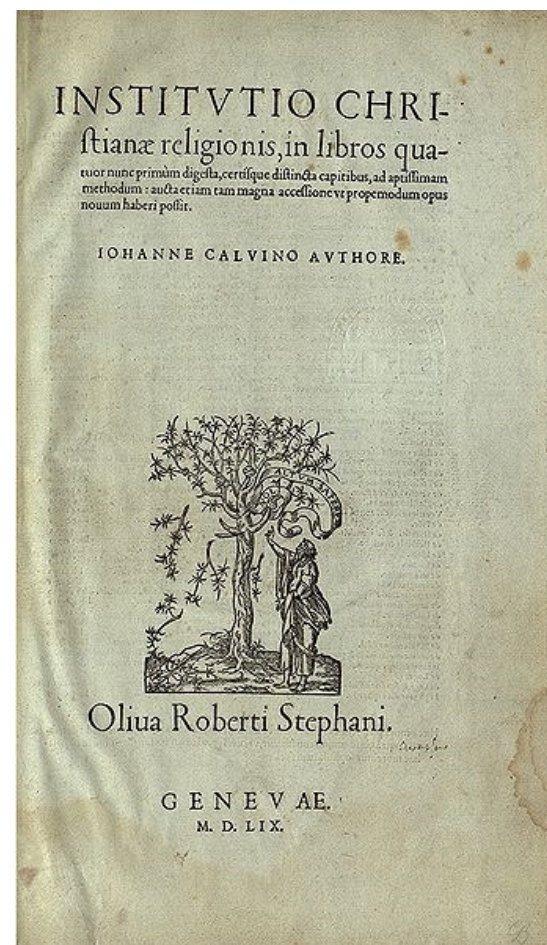 INSTITVTIO CHRI-
ſtianæ religionis, in libros qua-
tuor nunc primùm digeſta, certiſque diſtincta capitibus, ad aptiſſimam
methodum: aucta etiam tam magna acceſſione vt propemodum opus
nouum haberi poſſit.
IOHANNE CALVINO AVTHORE.
Oliua Roberti Stephani.
GENEVAE.
M. D. LIX.